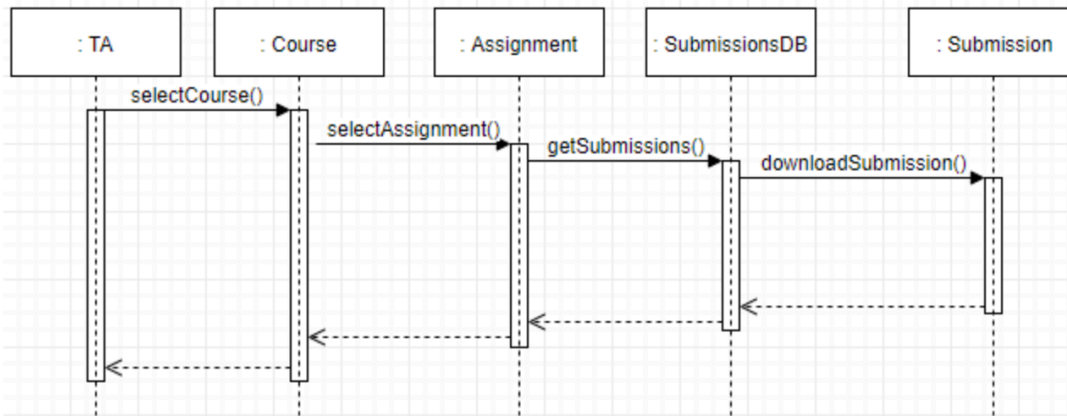 : TA
: Course
: Assignment
: SubmissionsDB
: Submission
selectCourse()
selectAssignment()
getSubmissions()
downloadSubmission()